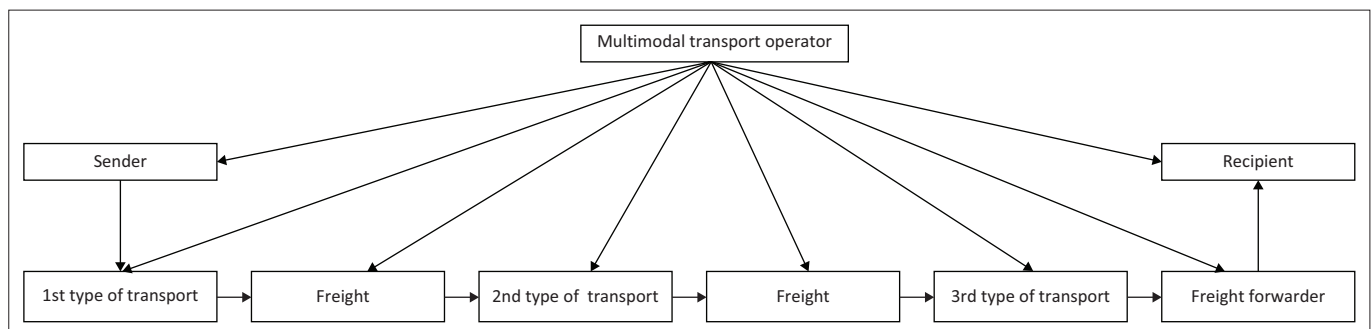 Multimodal transport operator
Sender
Recipient
1st type of transport
Freight
2nd type of transport
Freight
3rd type of transport
Freight forwarder